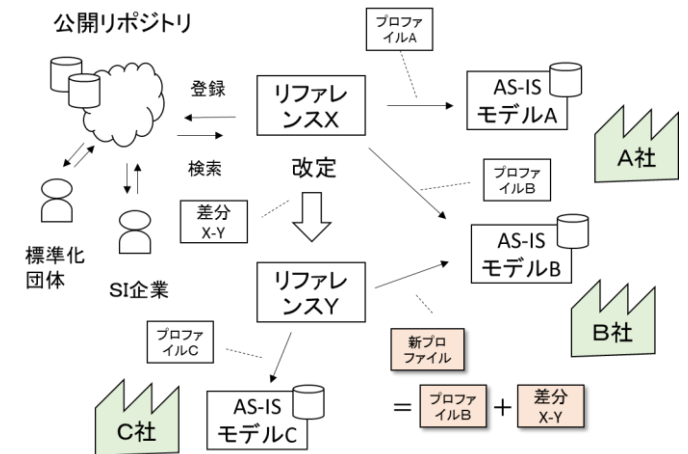 公開リポジトリ
プロファ
イルA
登録
リファレ
ンスX
AS-IS
モデルA
A社
検索
改定
プロファ
イルB
差分
X-Y
AS-IS
モデルB
標準化
団体
SI企業
リファレ
ンスY
B社
プロファ
イルC
新プロ
ファイル
AS-IS
モデルC
=
プロファ
イルB
+
差分
X-Y
C社